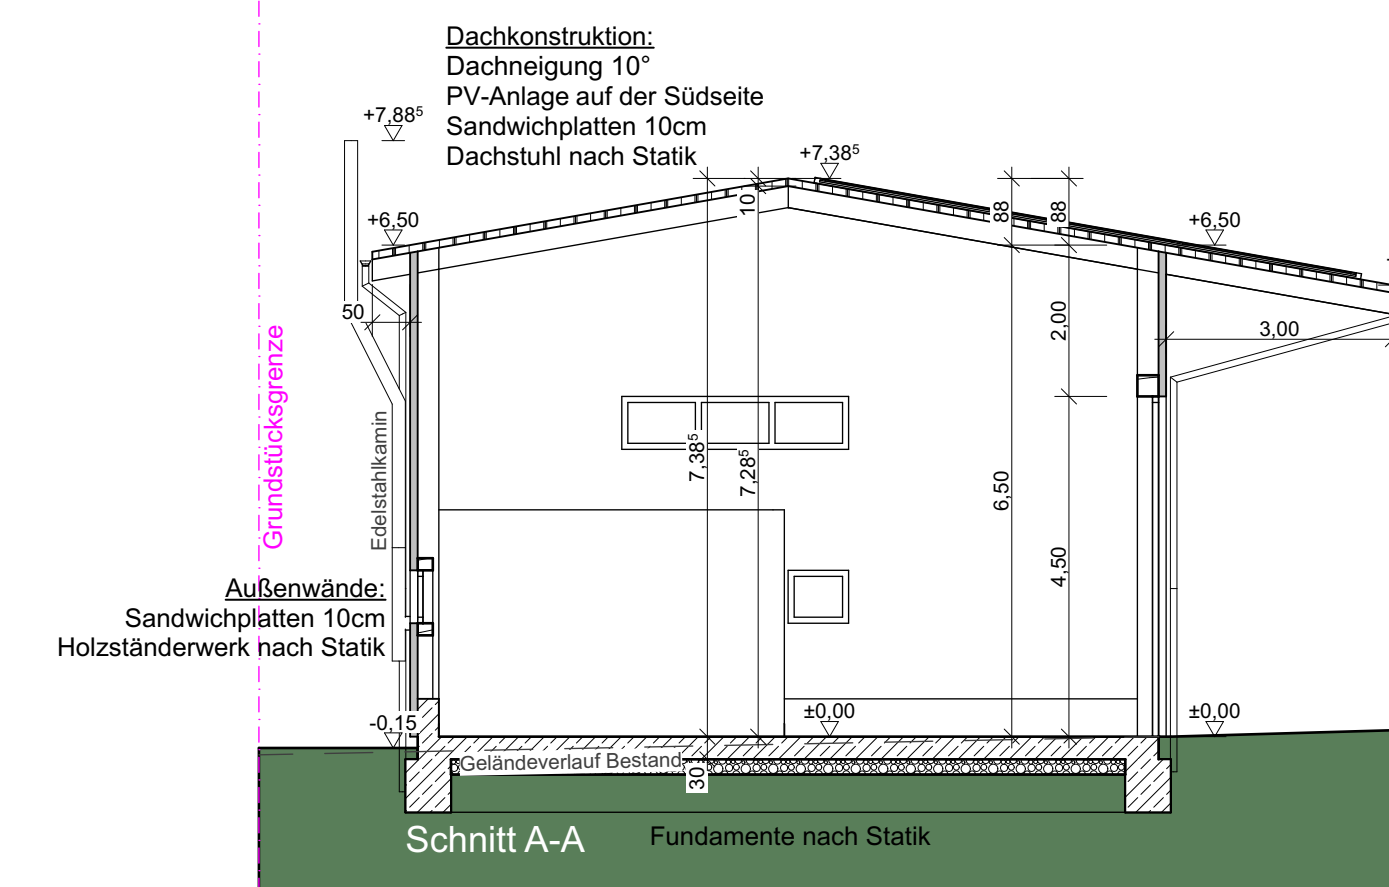 Dachkonstruktion:
Dachneigung 10°
PV-Anlage auf der Südseite
Sandwichplatten 10cm
Dachstuhl nach Statik
+7,88⁵
+7,38⁵
+6,50
+6,50
10
88
88
50
2,00
3,00
Grundstücksgrenze
Edelstahlkamin
7,38⁵
7,28⁵
6,50
4,50
Außenwände:
Sandwichplatten 10cm
Holzständerwerk nach Statik
-0,15
±0,00
±0,00
Geländeverlauf Bestand
30
Schnitt A-A
Fundamente nach Statik